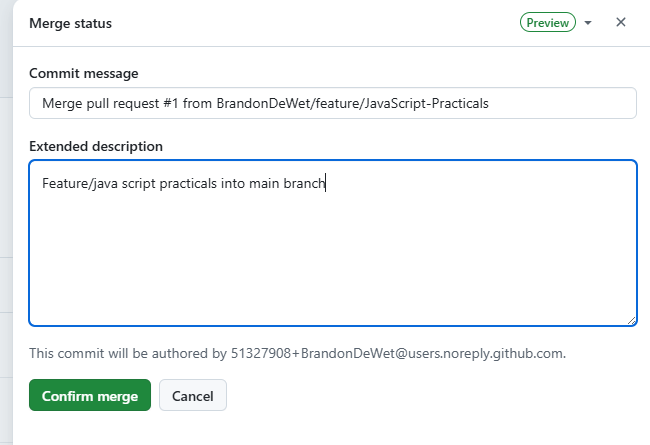 Merge status
Preview
Commit message
Merge pull request #1 from BrandonDeWet/feature/JavaScript-Practicals
Extended description
Feature/java script practicals into main branch
This commit will be authored by 51327908+BrandonDeWet@users.noreply.github.com.
Confirm merge
Cancel